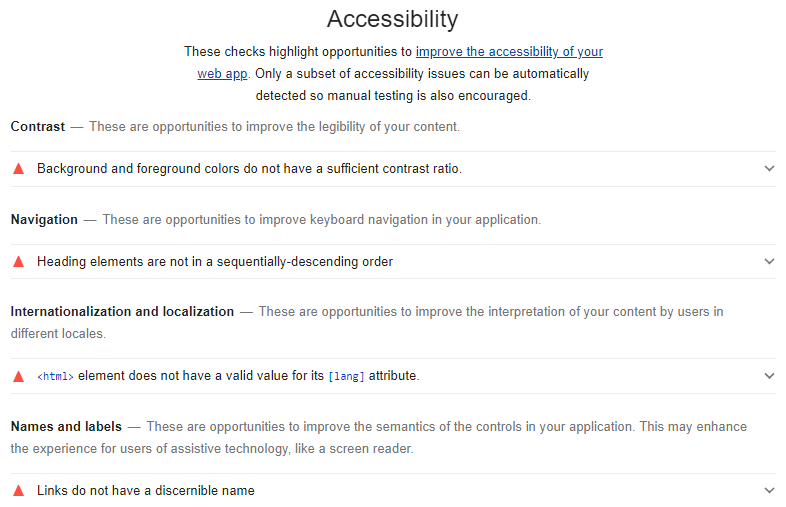 Accessibility
These checks highlight opportunities to improve the accessibility of your
web app. Only a subset of accessibility issues can be automatically
detected so manual testing is also encouraged.
Contrast — These are opportunities to improve the legibility of your content.
Background and foreground colors do not have a sufficient contrast ratio.
Navigation — These are opportunities to improve keyboard navigation in your application.
Heading elements are not in a sequentially-descending order
Internationalization and localization — These are opportunities to improve the interpretation of your content by users in
different locales.
<html> element does not have a valid value for its [lang] attribute.
Names and labels — These are opportunities to improve the semantics of the controls in your application. This may enhance
the experience for users of assistive technology, like a screen reader.
Links do not have a discernible name